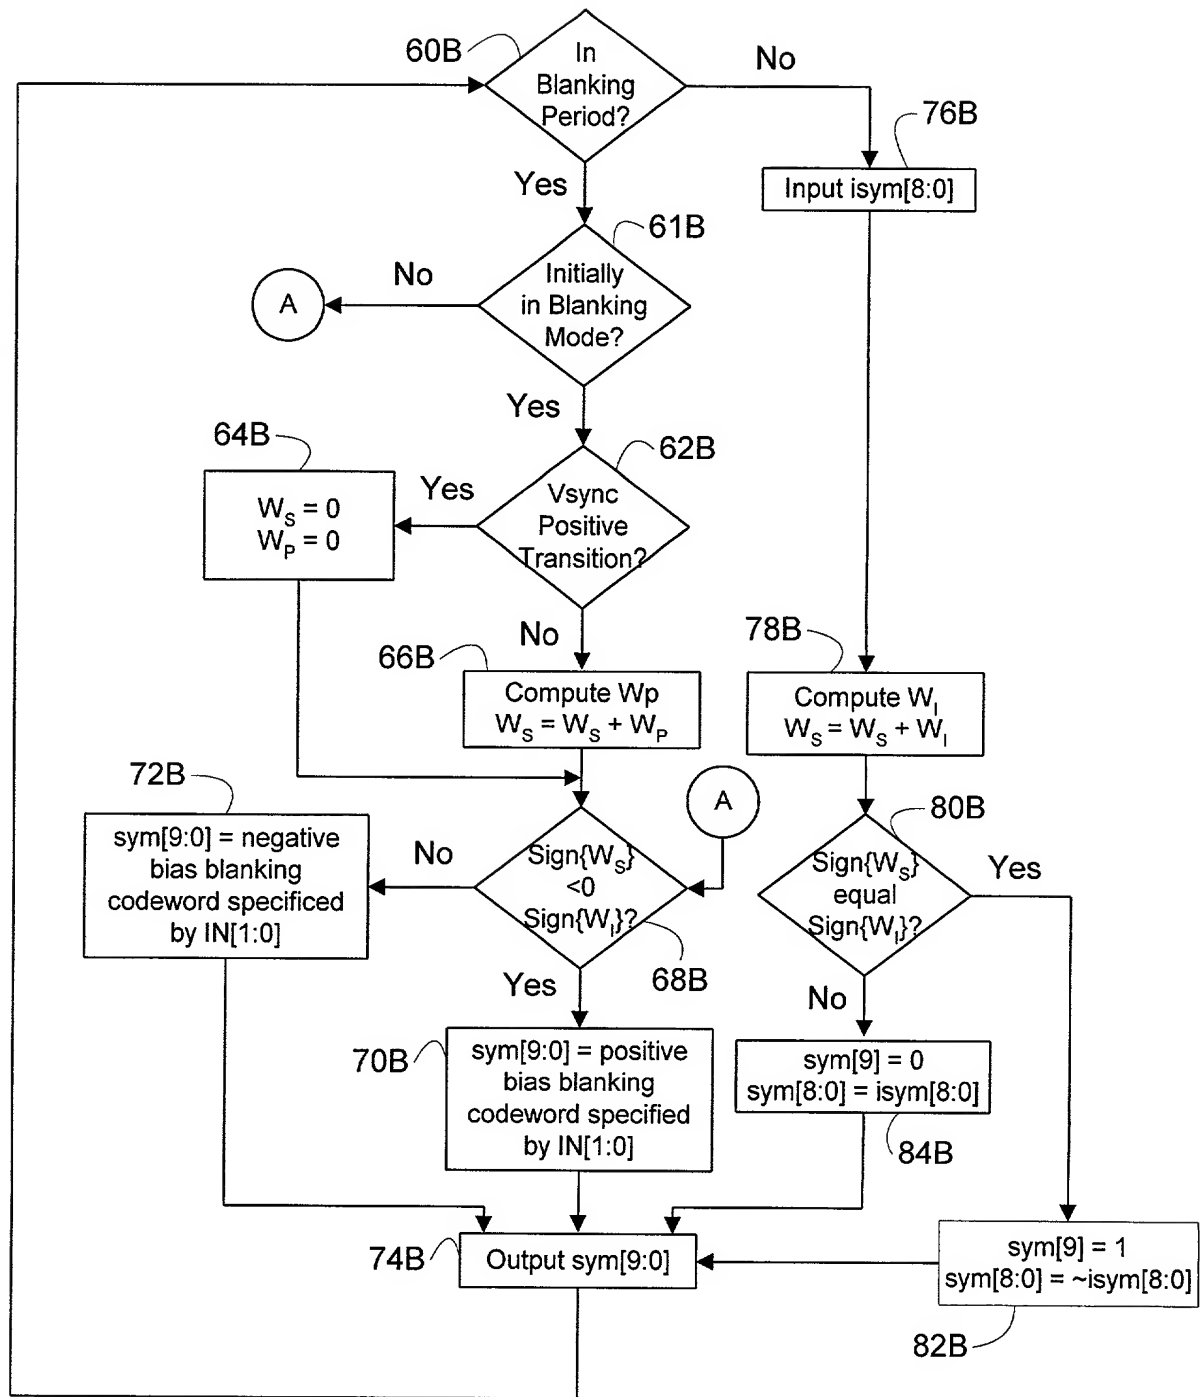 60B
In
Blanking
Period?
No
76B
Input isym[8:0]
Yes
61B
Initially
in Blanking
Mode?
No
A
Yes
62B
64B
Vsync
Positive
Transition?
Yes
W_S = 0
W_P = 0
No
66B
Compute Wp
W_S = W_S + W_P
78B
Compute W_I
W_S = W_S + W_I
72B
sym[9:0] = negative
bias blanking
codeword specificed
by IN[1:0]
No
A
Sign{W_S}
<0
Sign{W_I}?
68B
80B
Sign{W_S}
equal
Sign{W_I}?
Yes
Yes
No
70B
sym[9:0] = positive
bias blanking
codeword specified
by IN[1:0]
sym[9] = 0
sym[8:0] = isym[8:0]
84B
74B
Output sym[9:0]
sym[9] = 1
sym[8:0] = ~isym[8:0]
82B